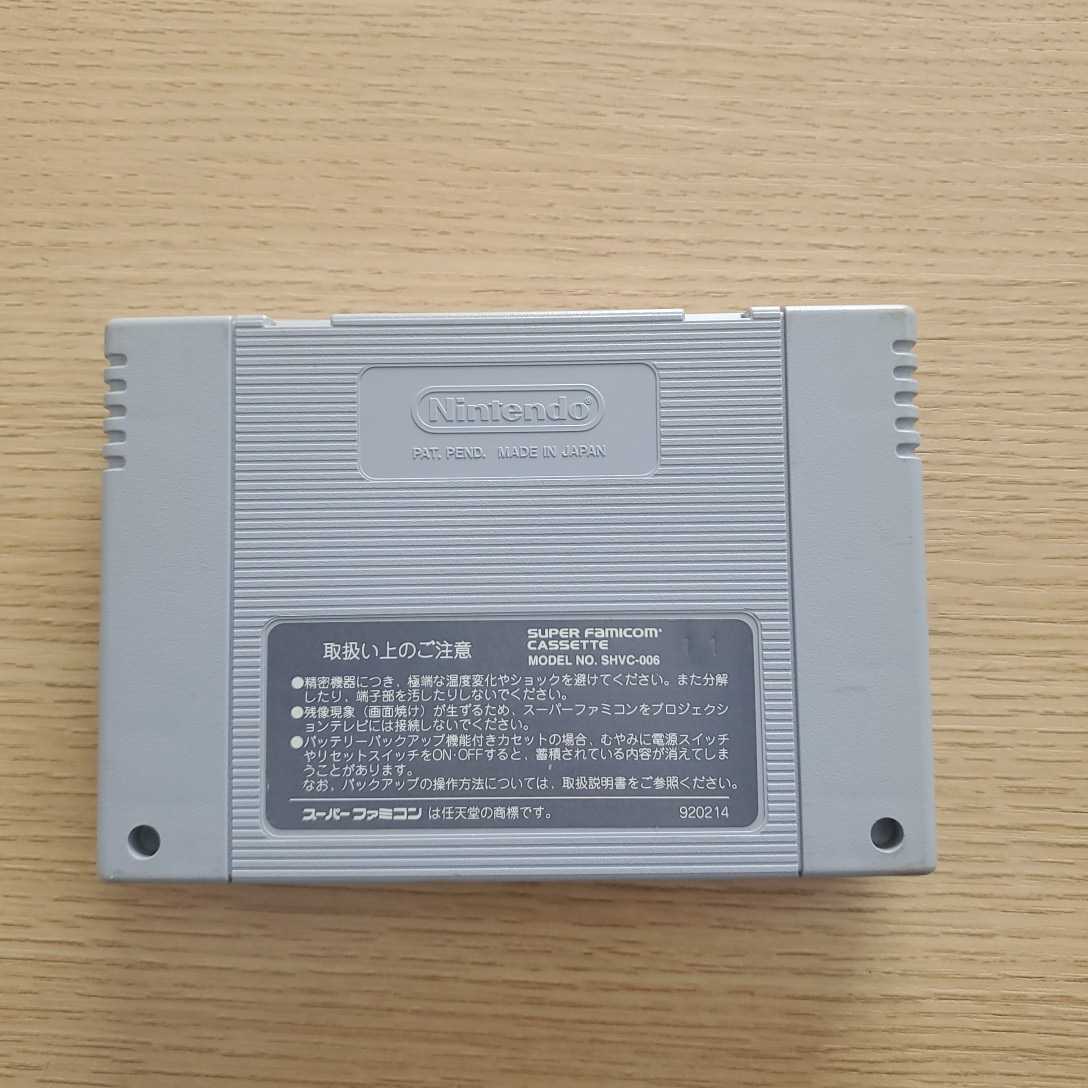 Nintendo®
PAT. PEND. MADE IN JAPAN
取扱い上のご注意
SUPER FAMICOM
CASSETTE
MODEL NO. SHVC-006
11
●精密機器につき、極端な温度変化やショックを避けてください。また分解
したり、端子部を汚したりしないでください。
●残像現象（画面焼け）が生ずるため、スーパーファミコンをプロジェクシ
ョンテレビには接続しないでください。
●バッテリーバックアップ機能付きカセットの場合、むやみに電源スイッチ
やリセットスイッチをON・OFFすると、蓄積されている内容が消えてしま
うことがあります。
なお、バックアップの操作方法については、取扱説明書をご参照ください。
スーパーファミコン は任天堂の商標です。
920214